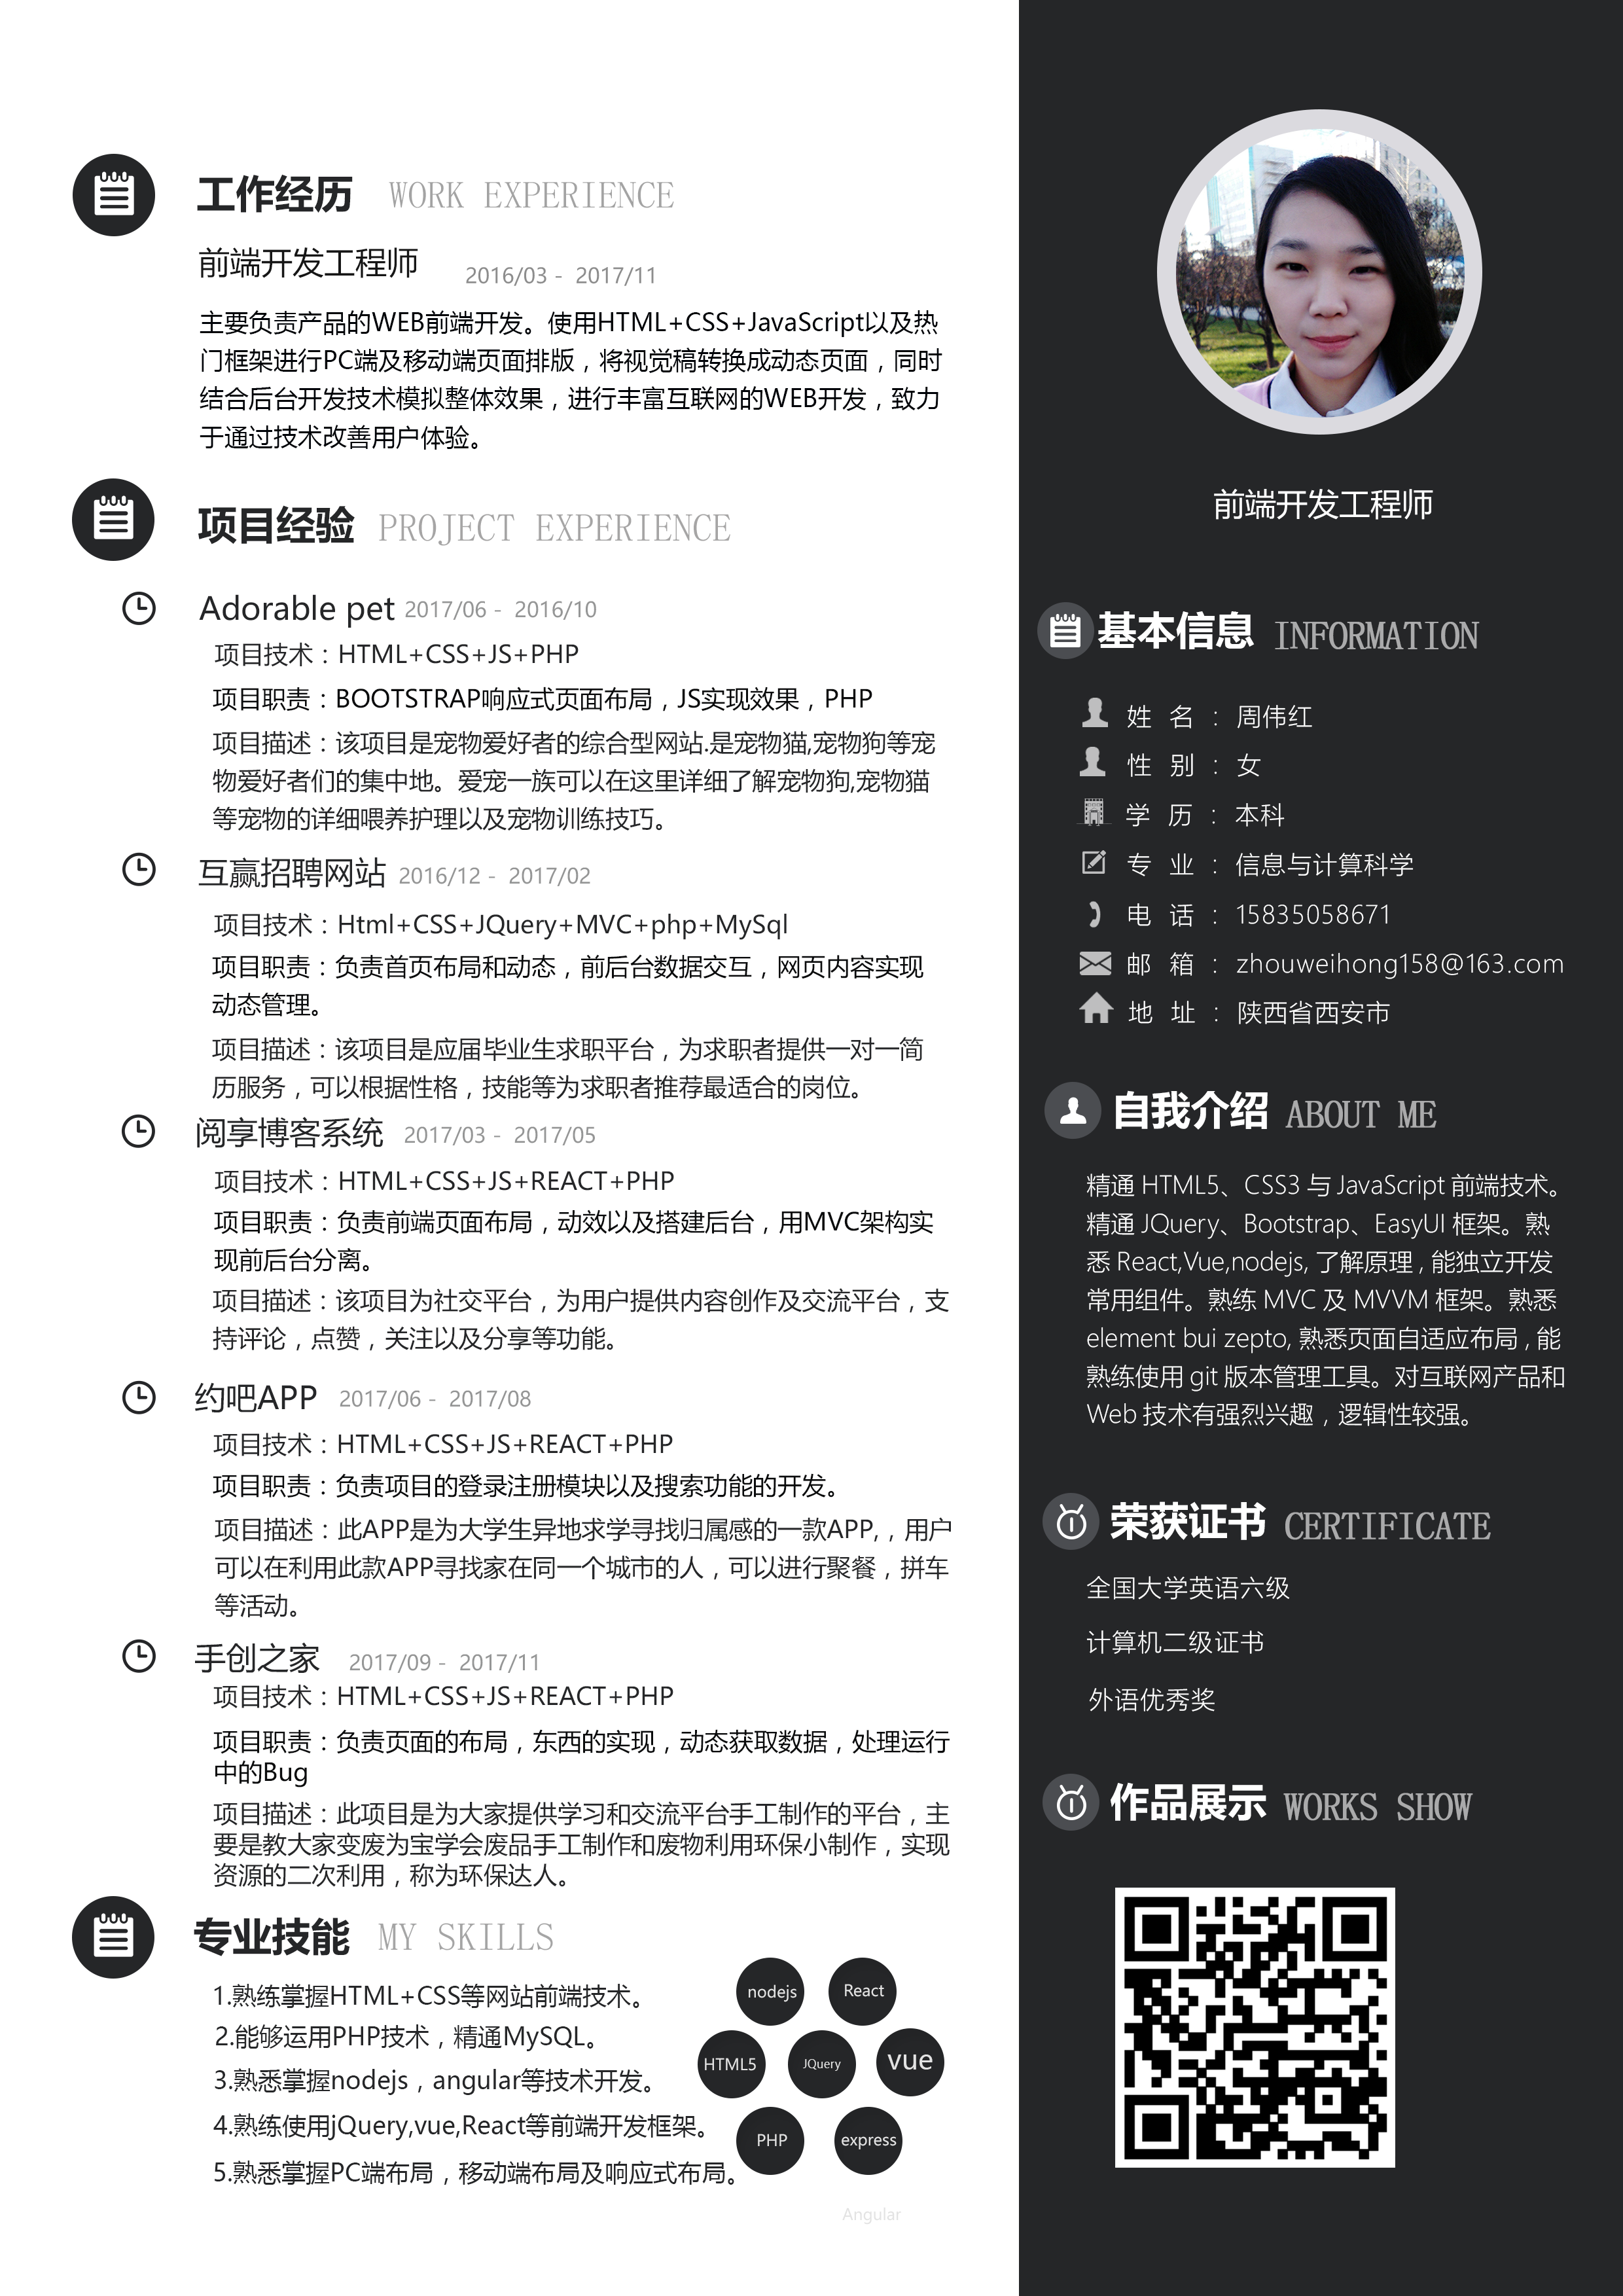 工作经历 WORK EXPERIENCE
前端开发工程师 2016/03 - 2017/11
主要负责产品的WEB前端开发。使用HTML+CSS+JavaScript以及热
门框架进行PC端及移动端页面排版，将视觉稿转换成动态页面，同时
结合后台开发技术模拟整体效果，进行丰富互联网的WEB开发，致力
于通过技术改善用户体验。
项目经验 PROJECT EXPERIENCE
Adorable pet 2017/06 - 2016/10
项目技术：HTML+CSS+JS+PHP
项目职责：BOOTSTRAP响应式页面布局，JS实现效果，PHP
项目描述：该项目是宠物爱好者的综合型网站.是宠物猫,宠物狗等宠
物爱好者们的集中地。爱宠一族可以在这里详细了解宠物狗,宠物猫
等宠物的详细喂养护理以及宠物训练技巧。
互赢招聘网站 2016/12 - 2017/02
项目技术：Html+CSS+JQuery+MVC+php+MySql
项目职责：负责首页布局和动态，前后台数据交互，网页内容实现
动态管理。
项目描述：该项目是应届毕业生求职平台，为求职者提供一对一简
历服务，可以根据性格，技能等为求职者推荐最适合的岗位。
阅享博客系统 2017/03 - 2017/05
项目技术：HTML+CSS+JS+REACT+PHP
项目职责：负责前端页面布局，动效以及搭建后台，用MVC架构实
现前后台分离。
项目描述：该项目为社交平台，为用户提供内容创作及交流平台，支
持评论，点赞，关注以及分享等功能。
约吧APP 2017/06 - 2017/08
项目技术：HTML+CSS+JS+REACT+PHP
项目职责：负责项目的登录注册模块以及搜索功能的开发。
项目描述：此APP是为大学生异地求学寻找归属感的一款APP,，用户
可以在利用此款APP寻找家在同一个城市的人，可以进行聚餐，拼车
等活动。
手创之家 2017/09 - 2017/11
项目技术：HTML+CSS+JS+REACT+PHP
项目职责：负责页面的布局，东西的实现，动态获取数据，处理运行
中的Bug
项目描述：此项目是为大家提供学习和交流平台手工制作的平台，主
要是教大家变废为宝学会废品手工制作和废物利用环保小制作，实现
资源的二次利用，称为环保达人。
专业技能 MY SKILLS
1.熟练掌握HTML+CSS等网站前端技术。
2.能够运用PHP技术，精通MySQL。
3.熟悉掌握nodejs，angular等技术开发。
4.熟练使用jQuery,vue,React等前端开发框架。
5.熟悉掌握PC端布局，移动端布局及响应式布局。
nodejs React
HTML5 JQuery vue
PHP express
Angular
前端开发工程师
基本信息 INFORMATION
姓 名 ：周伟红
性 别 ：女
学 历 ：本科
专 业 ：信息与计算科学
电 话 ：15835058671
邮 箱 ：zhouweihong158@163.com
地 址 ：陕西省西安市
自我介绍 ABOUT ME
精通 HTML5、CSS3 与 JavaScript 前端技术。
精通 JQuery、Bootstrap、EasyUI 框架。熟
悉 React,Vue,nodejs, 了解原理 , 能独立开发
常用组件。熟练 MVC 及 MVVM 框架。熟悉
element bui zepto, 熟悉页面自适应布局 , 能
熟练使用 git 版本管理工具。对互联网产品和
Web 技术有强烈兴趣，逻辑性较强。
荣获证书 CERTIFICATE
全国大学英语六级
计算机二级证书
外语优秀奖
作品展示 WORKS SHOW